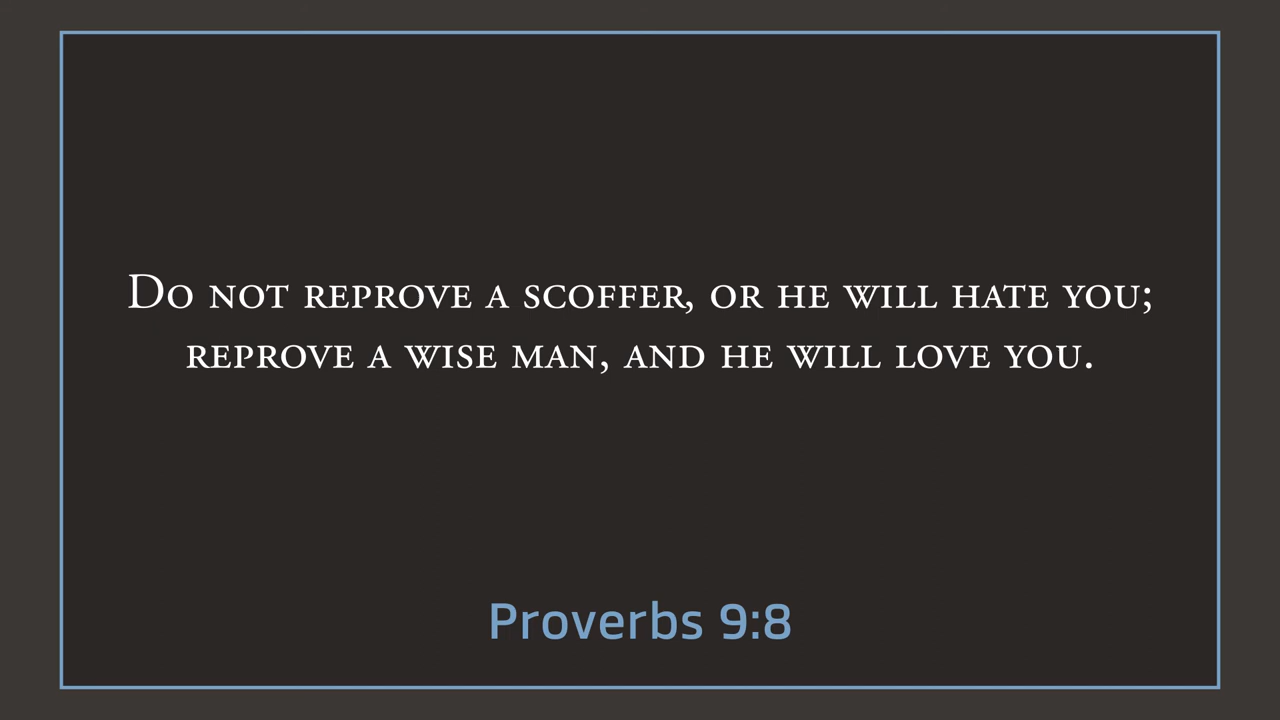 Do not reprove a scoffer, or he will hate you;
reprove a wise man, and he will love you.
Proverbs 9:8